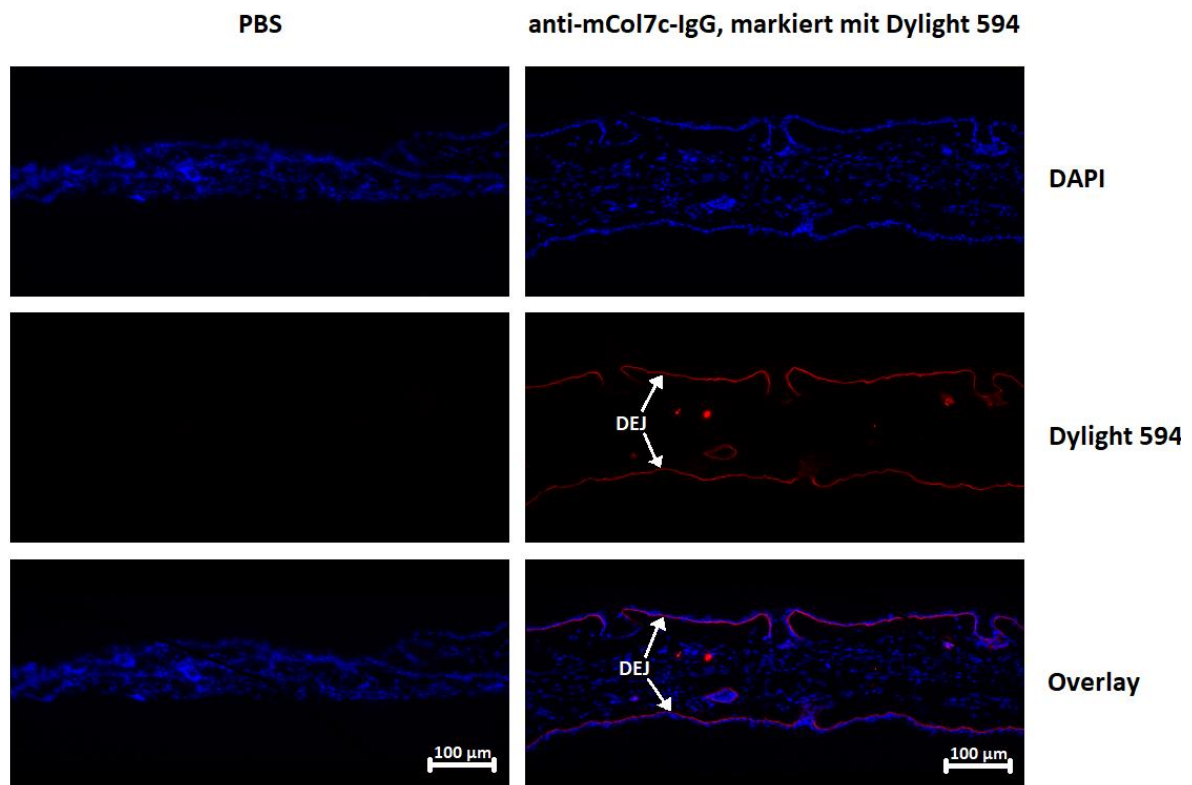 PBS
anti-mCol7c-IgG, markiert mit Dylight 594
DAPI
DEJ
Dylight 594
DEJ
Overlay
100 µm
100 µm